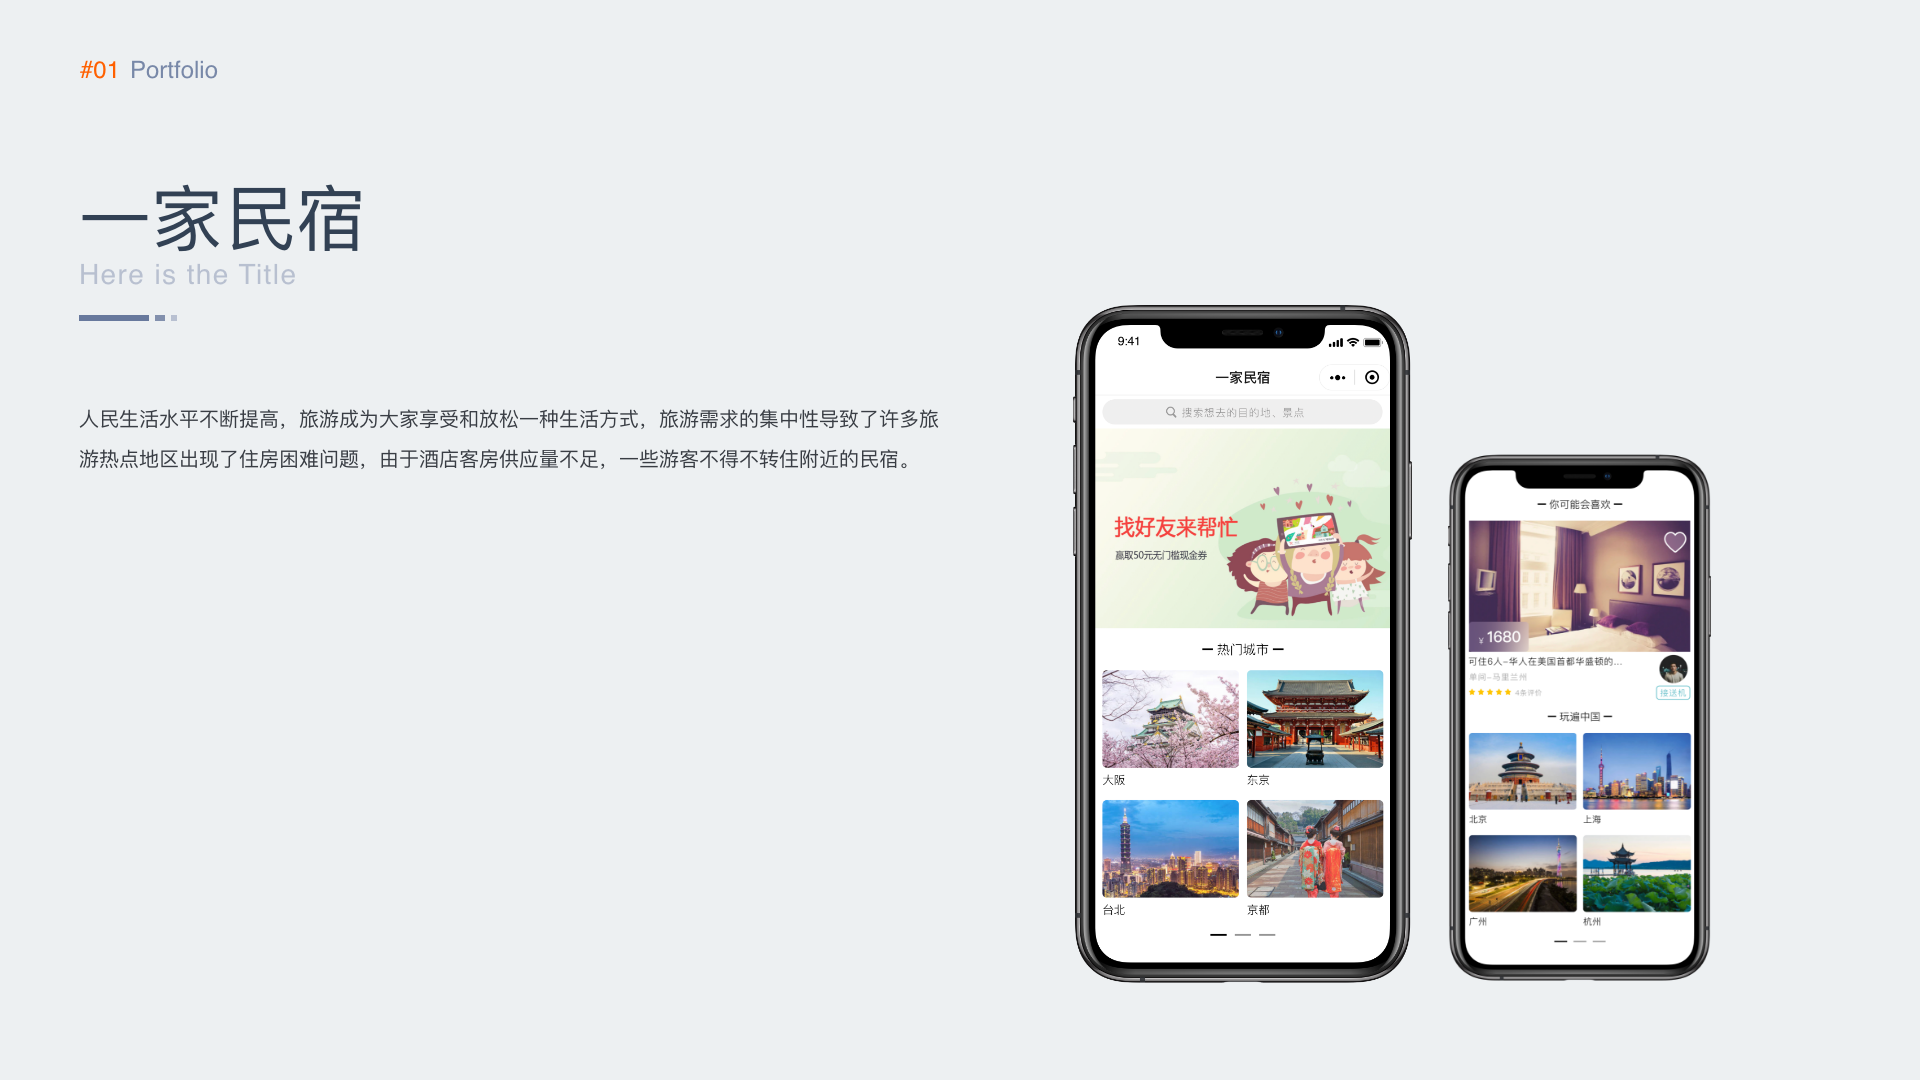 #01 Portfolio
一家民宿
Here is the Title
人民生活水平不断提高，旅游成为大家享受和放松一种生活方式，旅游需求的集中性导致了许多旅
游热点地区出现了住房困难问题，由于酒店客房供应量不足，一些游客不得不转住附近的民宿。
9:41
一家民宿
搜索想去的目的地、景点
找好友来帮忙
赢取50元无门槛现金券
热门城市
大阪
东京
台北
京都
你可能会喜欢
¥ 1680
可住6人-华人在美国首都华盛顿的...
单间-马里兰州
4条评价
接送机
玩遍中国
北京
上海
广州
杭州